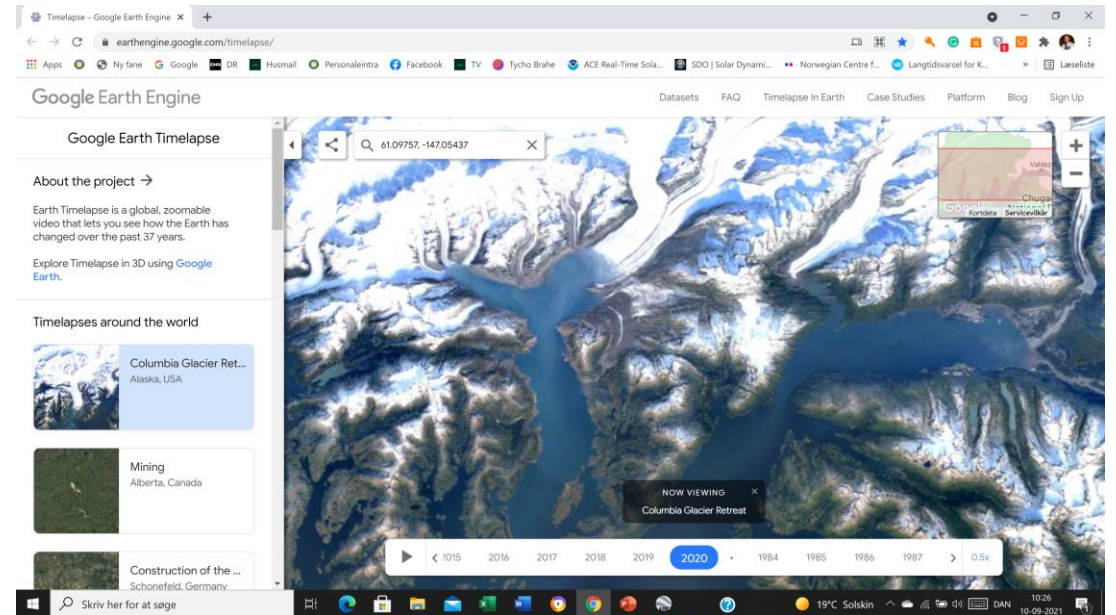 Timelapse – Google Earth Engine
earthengine.google.com/timelapse/
Apps Ny fane Google DR Husmail Personaleintra Facebook TV Tycho Brahe ACE Real-Time Sola... SDO | Solar Dynami... Norwegian Centre f... Langtidsvarsel for K... » Læseliste
Google Earth Engine
Datasets FAQ Timelapse In Earth Case Studies Platform Blog Sign Up
Google Earth Timelapse
About the project →
Earth Timelapse is a global, zoomable
video that lets you see how the Earth has
changed over the past 37 years.
Explore Timelapse in 3D using Google
Earth.
Timelapses around the world
Columbia Glacier Ret...
Alaska, USA
Mining
Alberta, Canada
Construction of the ...
Schonefeld, Germany
61.09757, -147.05437
Valdez
Chuga
Google
Kortdata Servicevilkår
NOW VIEWING
Columbia Glacier Retreat
2015 2016 2017 2018 2019 2020 1984 1985 1986 1987 0.5x
Skriv her for at søge
19°C Solskin
DAN
10:26
10-09-2021